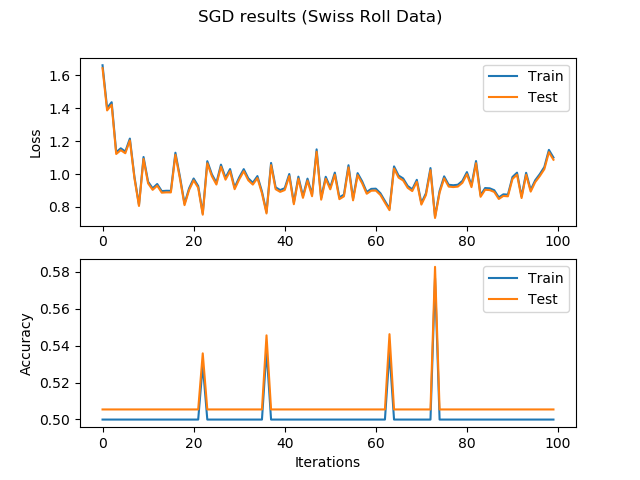 SGD results (Swiss Roll Data)
1.6
1.4
1.2
1.0
0.8
Loss
Train
Test
0 20 40 60 80 100
0.58
0.56
0.54
0.52
0.50
Accuracy
Train
Test
0 20 40 60 80 100
Iterations